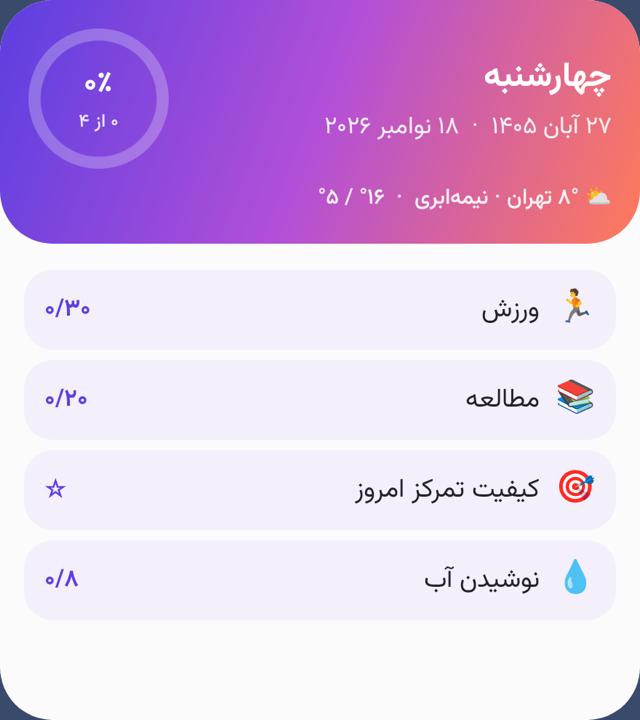 چهارشنبه
۲۷ آبان ۱۴۰۵ · ۱۸ نوامبر ۲۰۲۶
⛅ ۸° تهران · نیمه‌ابری · ۱۶° / ۵°
۰٪
۰ از ۴
🏃 ورزش ۰/۳۰
📚 مطالعه ۰/۲۰
🎯 کیفیت تمرکز امروز ☆
💧 نوشیدن آب ۰/۸